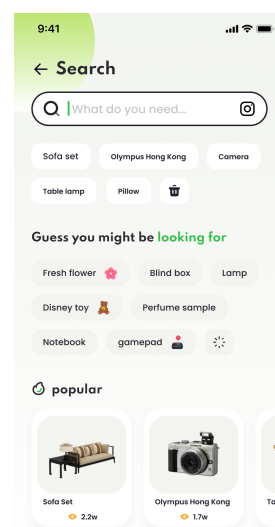 9:41
Search
What do you need...
Sofa set
Olympus Hong Kong
Camera
Table lamp
Pillow
Guess you might be looking for
Fresh flower
Blind box
Lamp
Disney toy
Perfume sample
Notebook
gamepad
popular
Sofa Set
Olympus Hong Kong
2.2w
1.7w